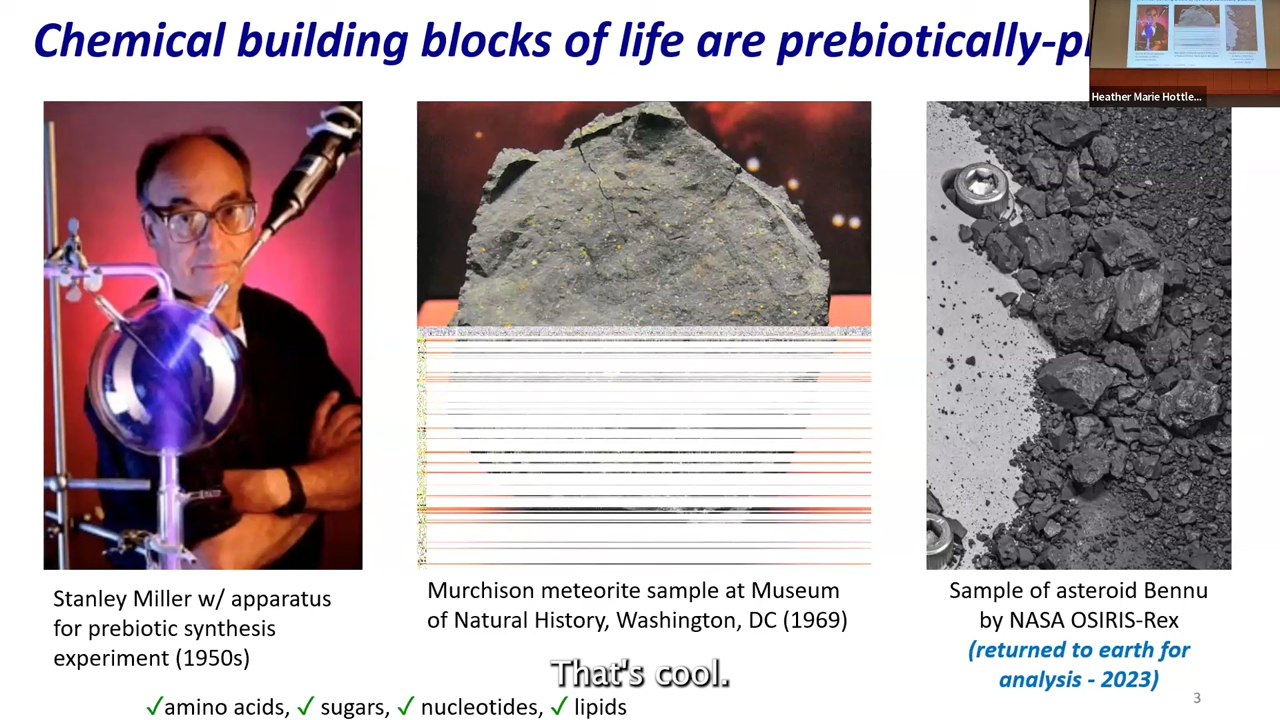 Chemical building blocks of life are prebiotically-p
Heather Marie Hottle...
Stanley Miller w/ apparatus
for prebiotic synthesis
experiment (1950s)
Murchison meteorite sample at Museum
of Natural History, Washington, DC (1969)
Sample of asteroid Bennu
by NASA OSIRIS-Rex
(returned to earth for
analysis - 2023)
That's cool.
✓amino acids, ✓ sugars, ✓ nucleotides, ✓ lipids
3